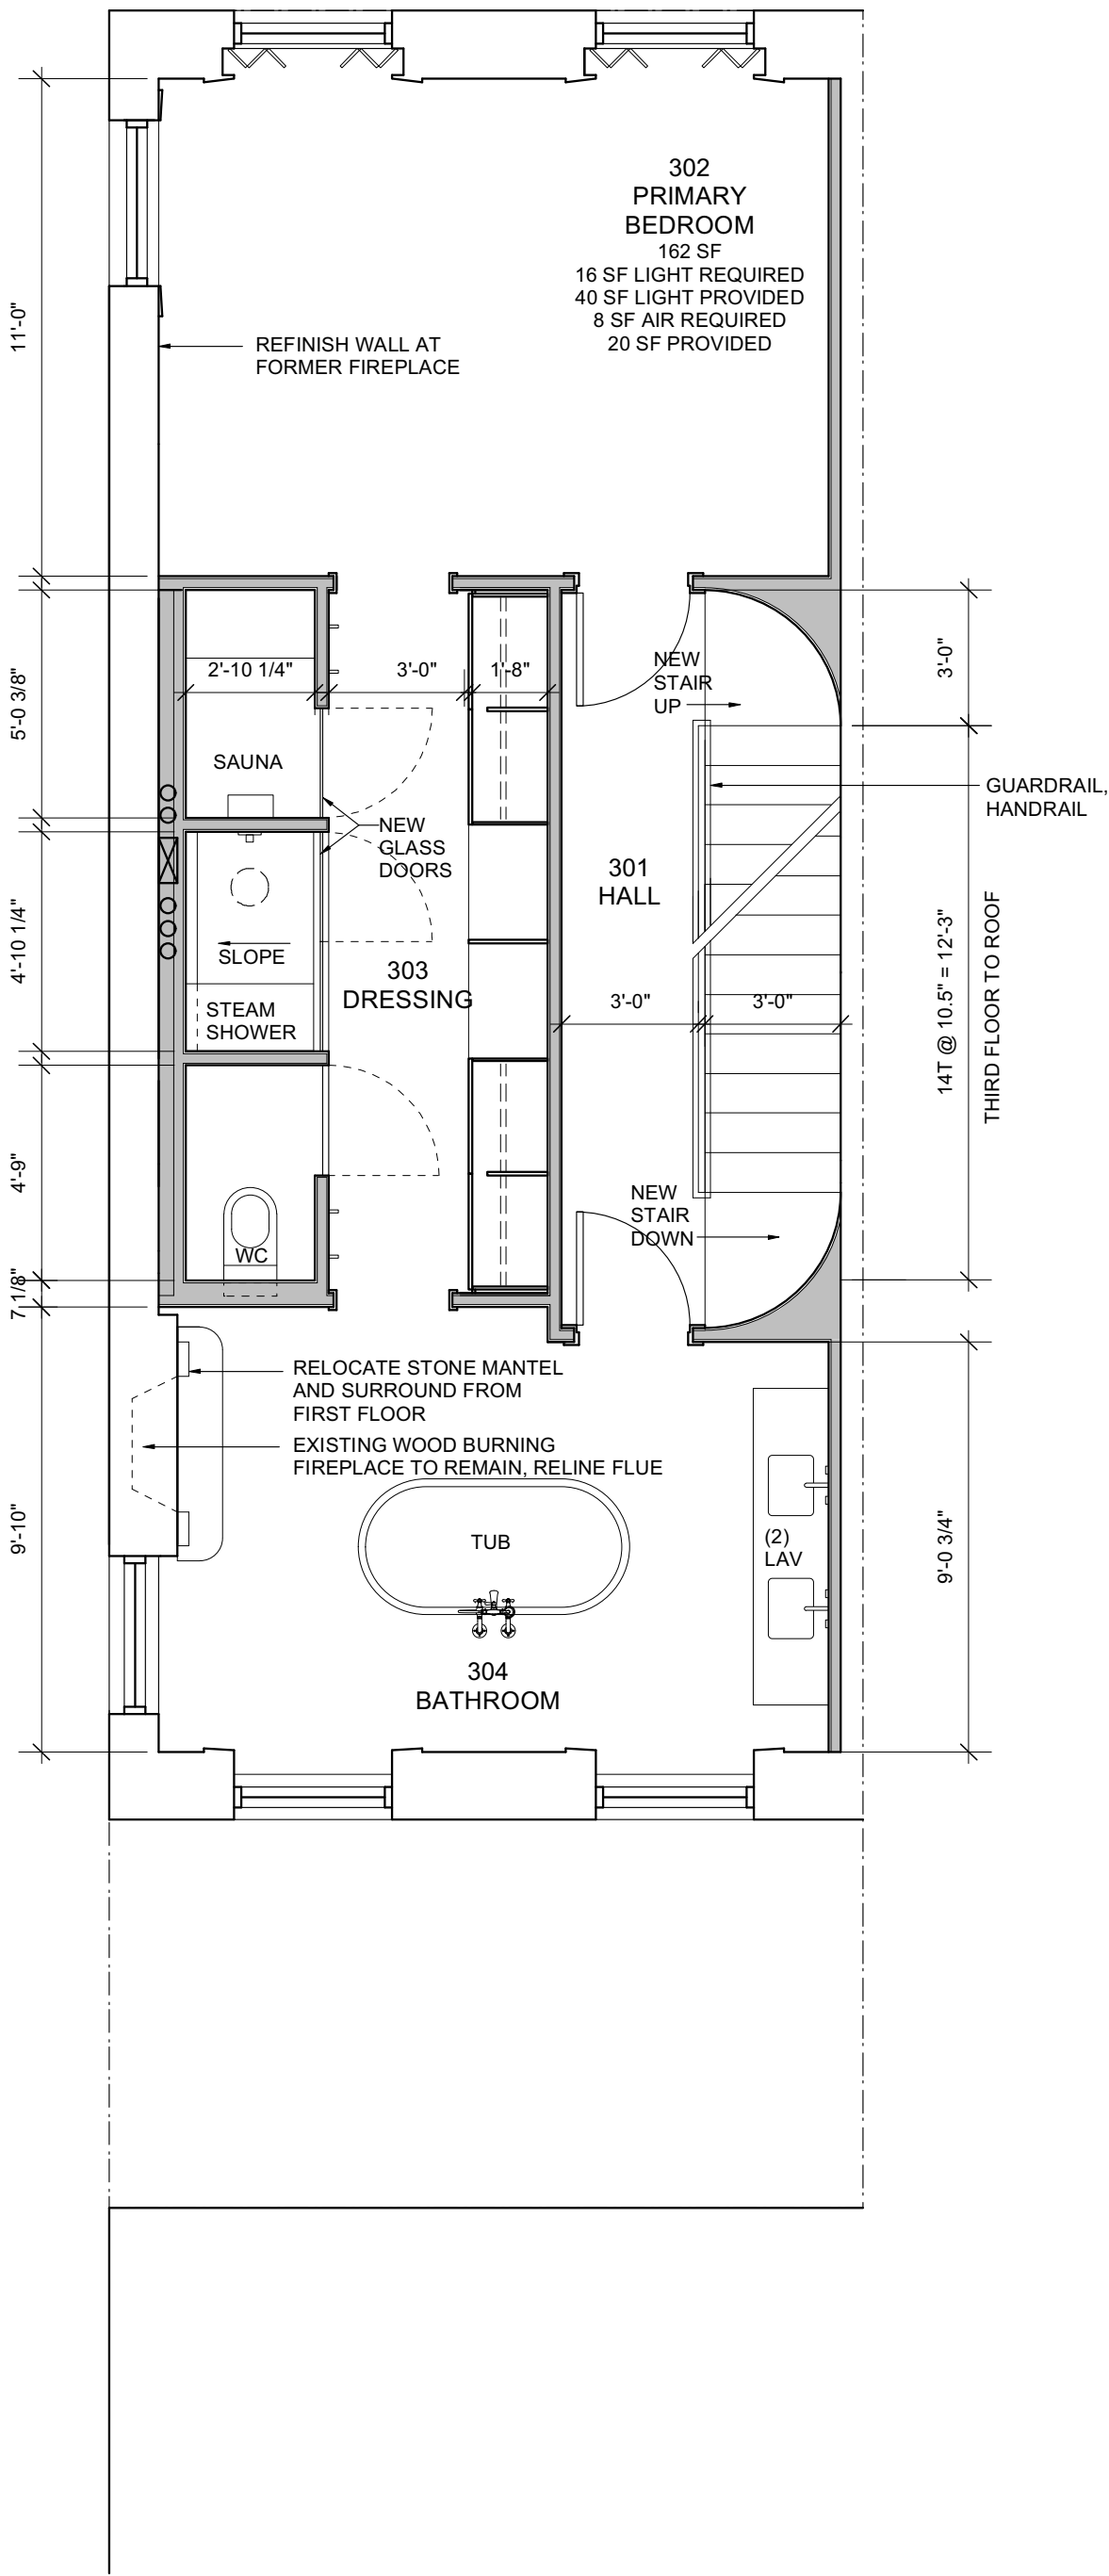 302
PRIMARY
BEDROOM
162 SF
16 SF LIGHT REQUIRED
40 SF LIGHT PROVIDED
8 SF AIR REQUIRED
20 SF PROVIDED
11'-0"
REFINISH WALL AT
FORMER FIREPLACE
5'-0 3/8"
2'-10 1/4"
3'-0"
1'-8"
NEW
STAIR
UP
3'-0"
SAUNA
GUARDRAIL,
HANDRAIL
NEW
GLASS
DOORS
301
HALL
4'-10 1/4"
SLOPE
303
DRESSING
STEAM
SHOWER
3'-0"
3'-0"
14T @ 10.5" = 12'-3"
THIRD FLOOR TO ROOF
4'-9"
WC
NEW
STAIR
DOWN
7 1/8"
RELOCATE STONE MANTEL
AND SURROUND FROM
FIRST FLOOR
EXISTING WOOD BURNING
FIREPLACE TO REMAIN, RELINE FLUE
9'-10"
TUB
(2)
LAV
9'-0 3/4"
304
BATHROOM